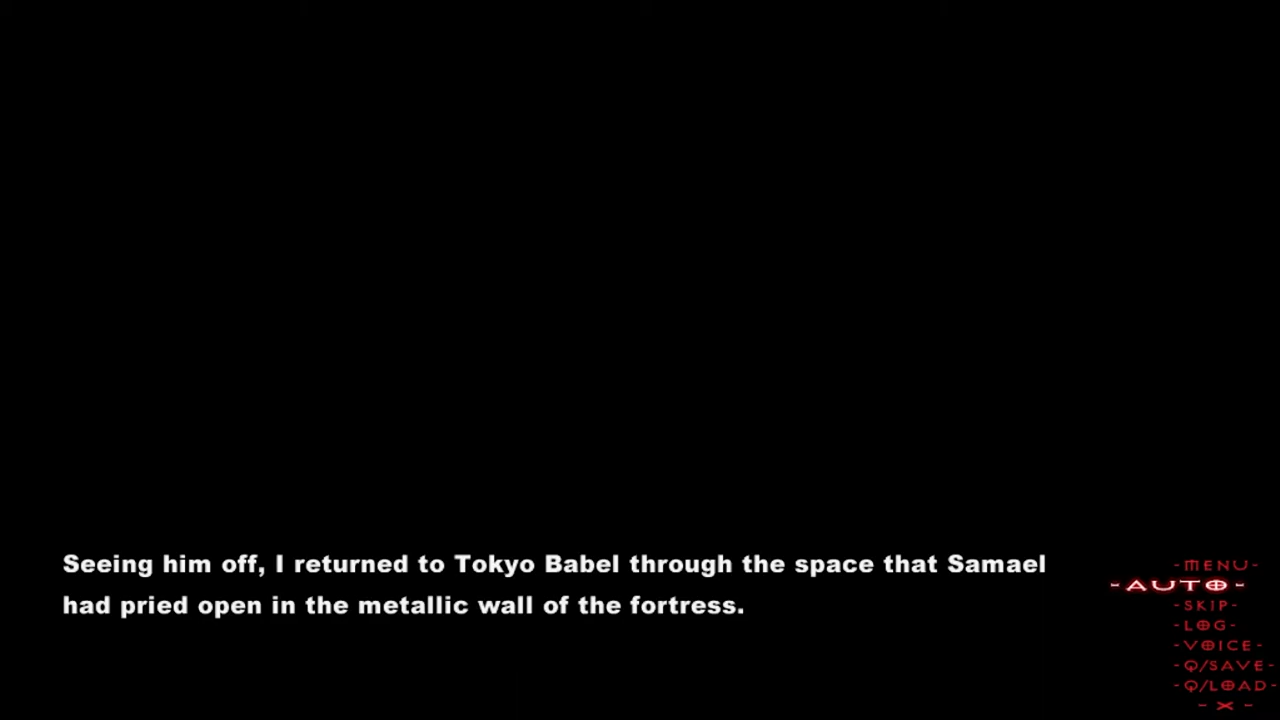 Seeing him off, I returned to Tokyo Babel through the space that Samael
had pried open in the metallic wall of the fortress.
-MENU-
-AUTO-
-SKIP-
-LOG-
-VOICE-
-Q/SAVE-
-Q/LOAD-
-X-